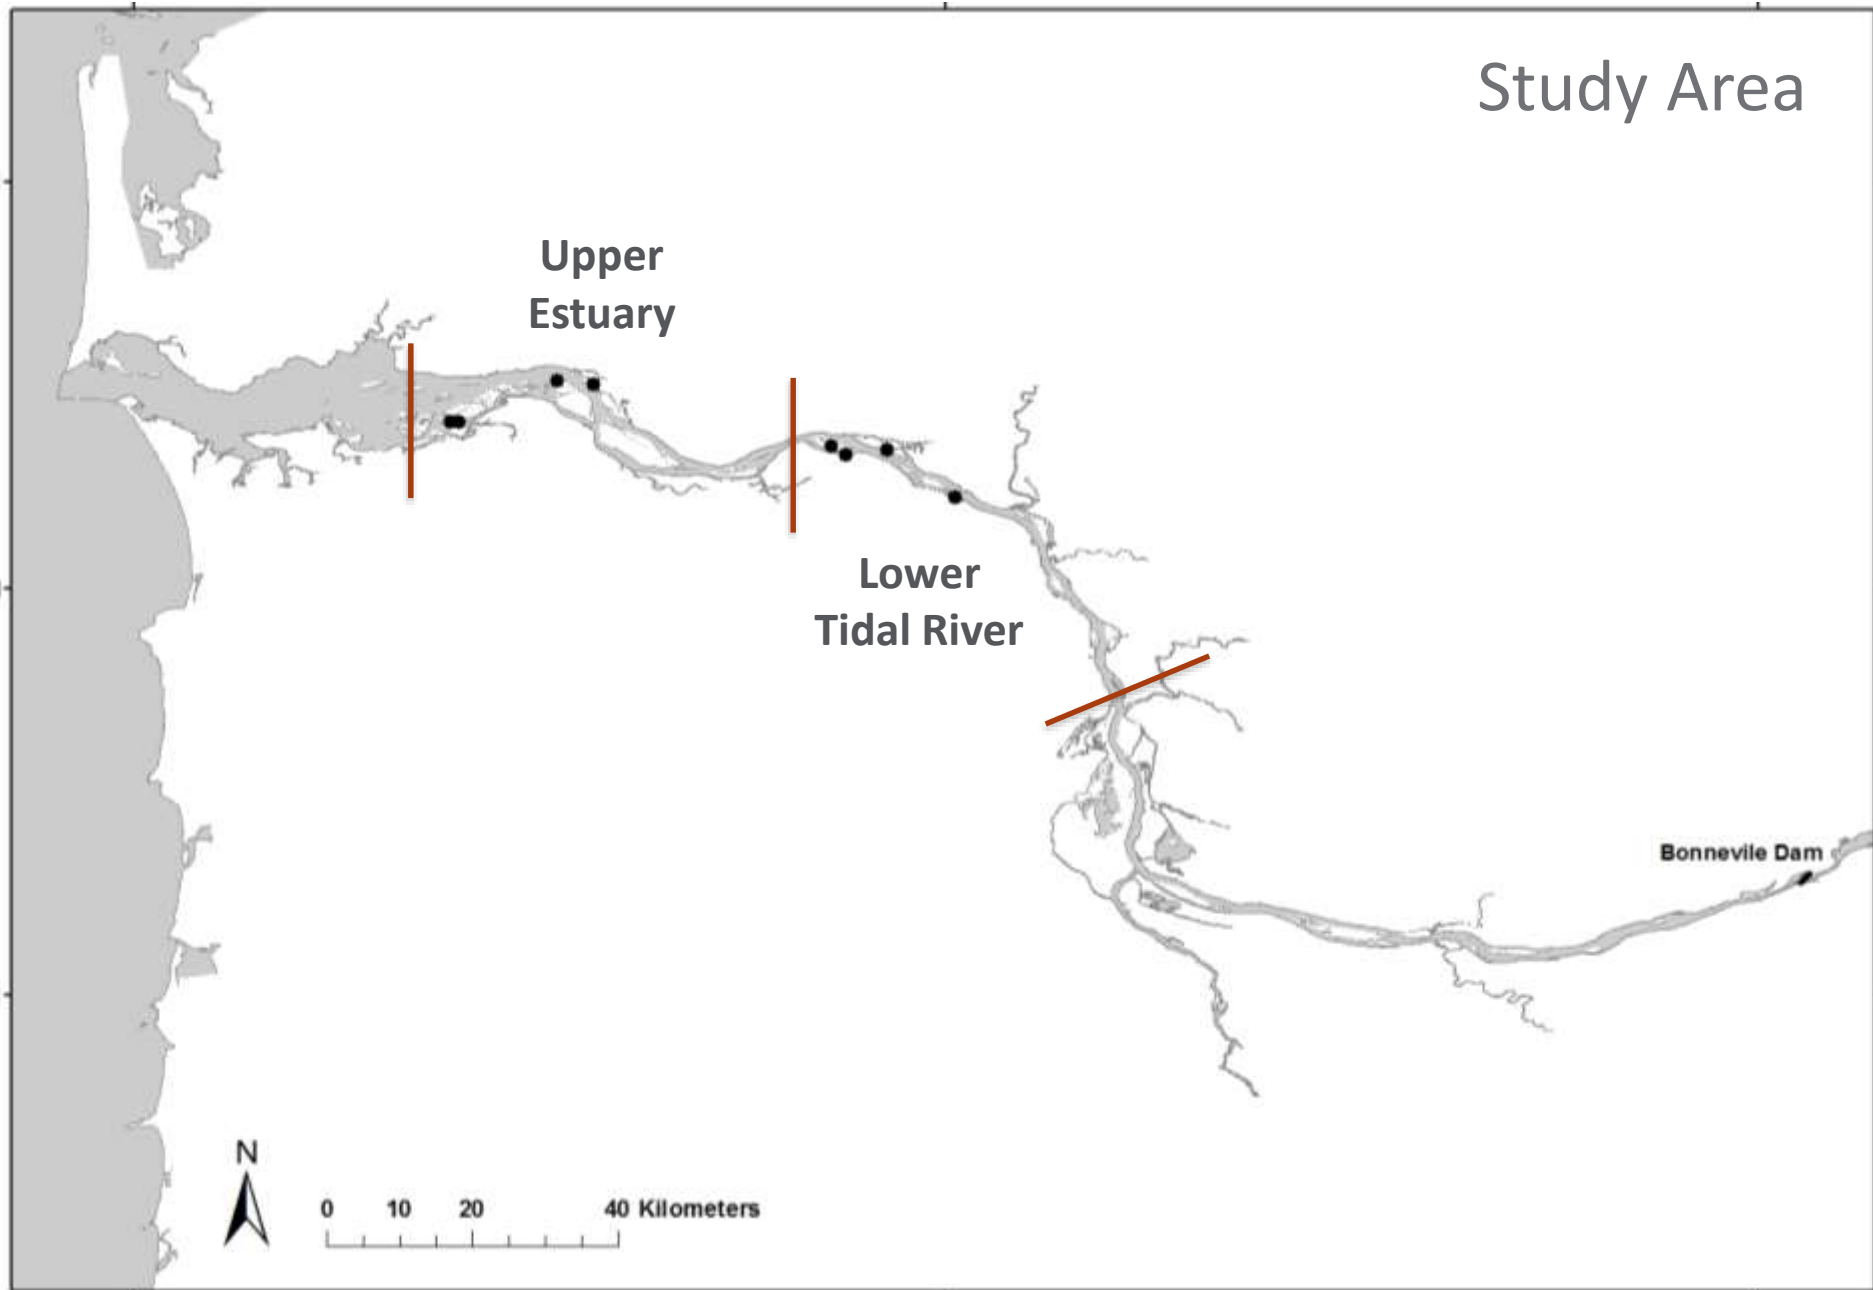 Study Area
Upper
Estuary
Lower
Tidal River
Bonnevile Dam
N
0 10 20 40 Kilometers